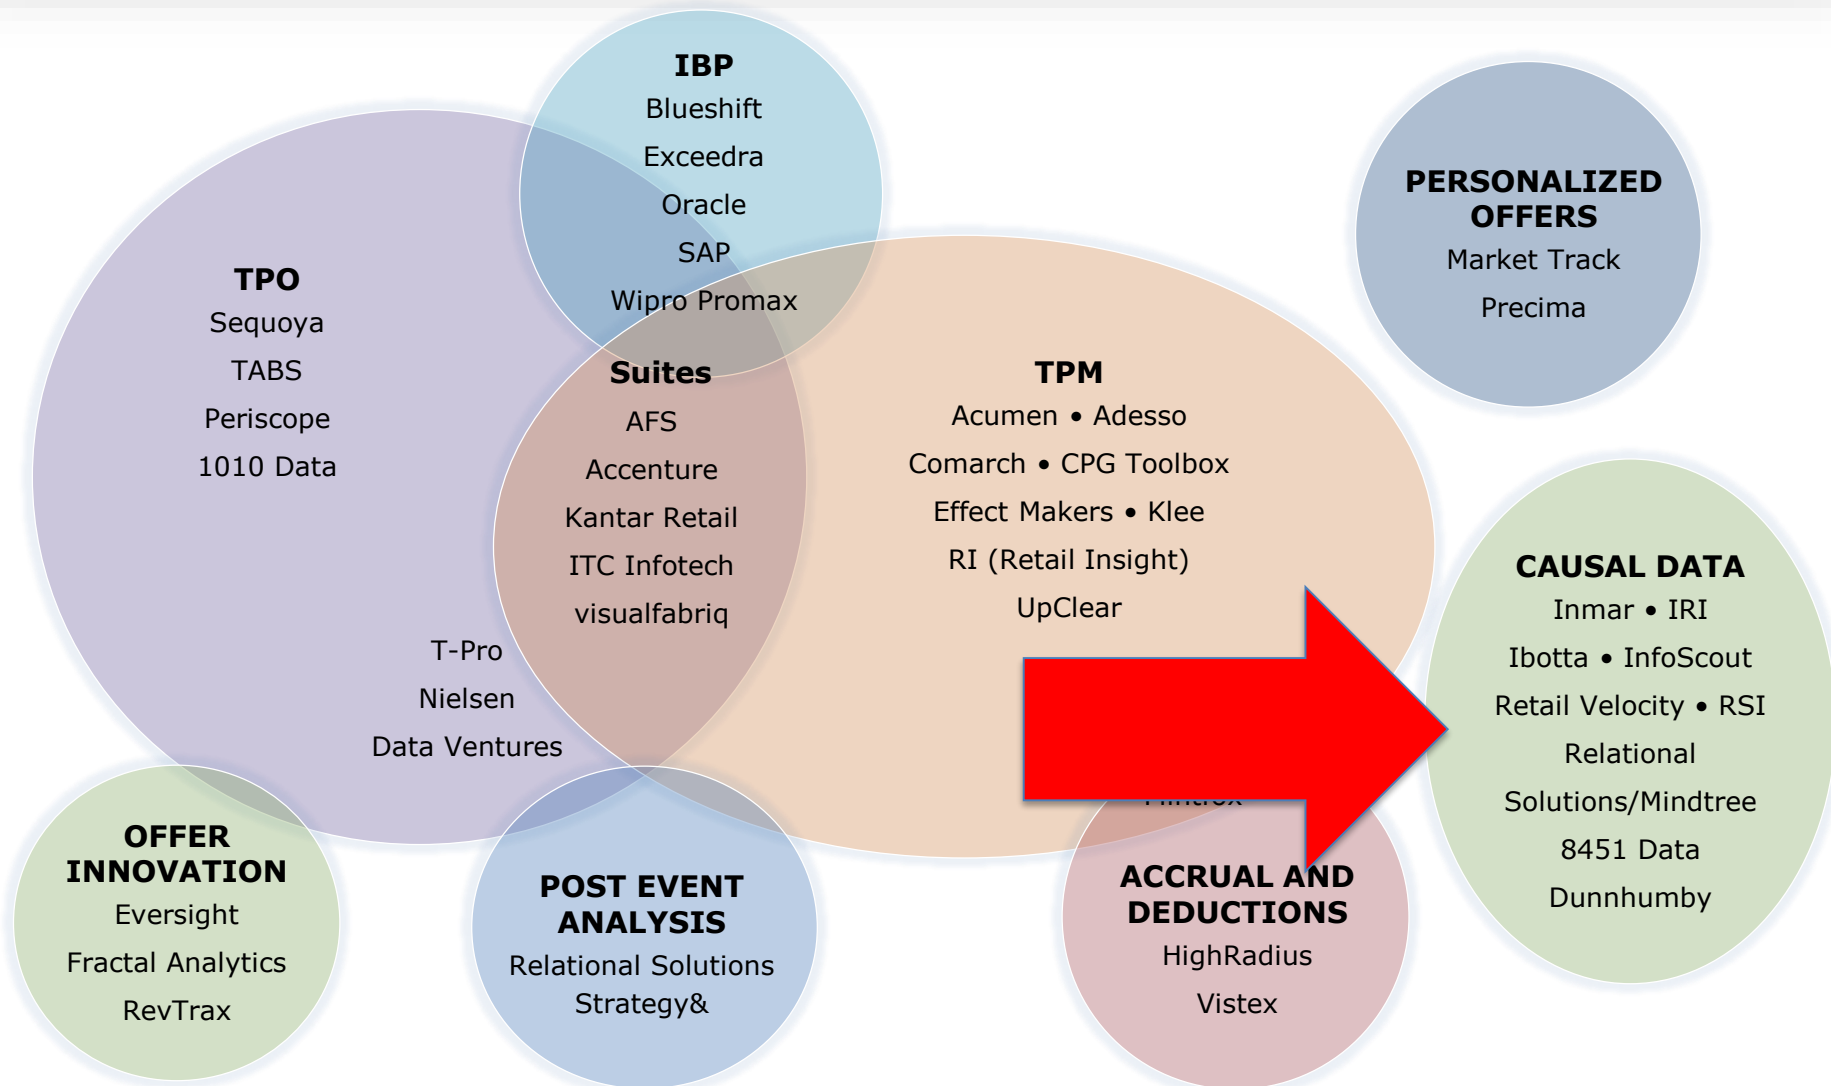 IBP
Blueshift
Exceedra
Oracle
SAP
Wipro Promax
PERSONALIZED
OFFERS
Market Track
Precima
TPO
Sequoya
TABS
Periscope
1010 Data
T-Pro
Nielsen
Data Ventures
Suites
AFS
Accenture
Kantar Retail
ITC Infotech
visualfabriq
TPM
Acumen • Adesso
Comarch • CPG Toolbox
Effect Makers • Klee
RI (Retail Insight)
UpClear
CAUSAL DATA
Inmar • IRI
Ibotta • InfoScout
Retail Velocity • RSI
Relational
Solutions/Mindtree
8451 Data
Dunnhumby
OFFER
INNOVATION
Eversight
Fractal Analytics
RevTrax
POST EVENT
ANALYSIS
Relational Solutions
Strategy&
ACCRUAL AND
DEDUCTIONS
HighRadius
Vistex